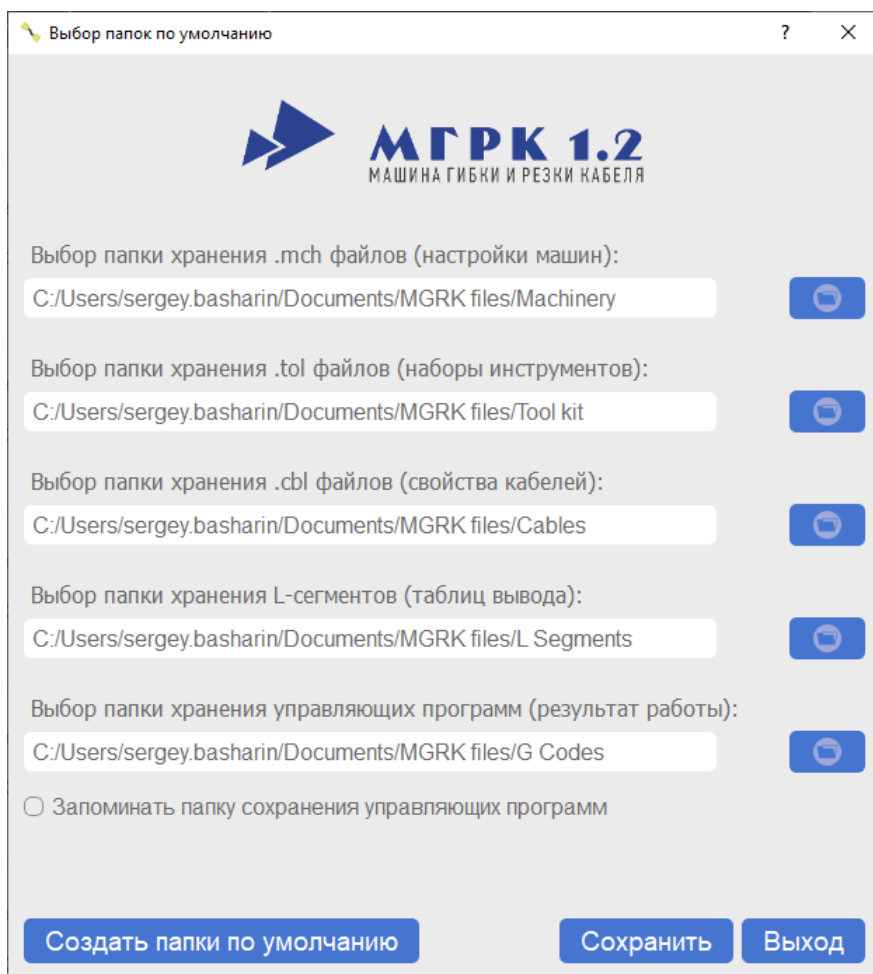 Выбор папок по умолчанию ?
МГРК 1.2
МАШИНА ГИБКИ И РЕЗКИ КАБЕЛЯ
Выбор папки хранения .mch файлов (настройки машин):
C:/Users/sergey.basharin/Documents/MGRK files/Machinery
Выбор папки хранения .tol файлов (наборы инструментов):
C:/Users/sergey.basharin/Documents/MGRK files/Tool kit
Выбор папки хранения .cbl файлов (свойства кабелей):
C:/Users/sergey.basharin/Documents/MGRK files/Cables
Выбор папки хранения L-сегментов (таблиц вывода):
C:/Users/sergey.basharin/Documents/MGRK files/L Segments
Выбор папки хранения управляющих программ (результат работы):
C:/Users/sergey.basharin/Documents/MGRK files/G Codes
Запоминать папку сохранения управляющих программ
Создать папки по умолчанию Сохранить Выход